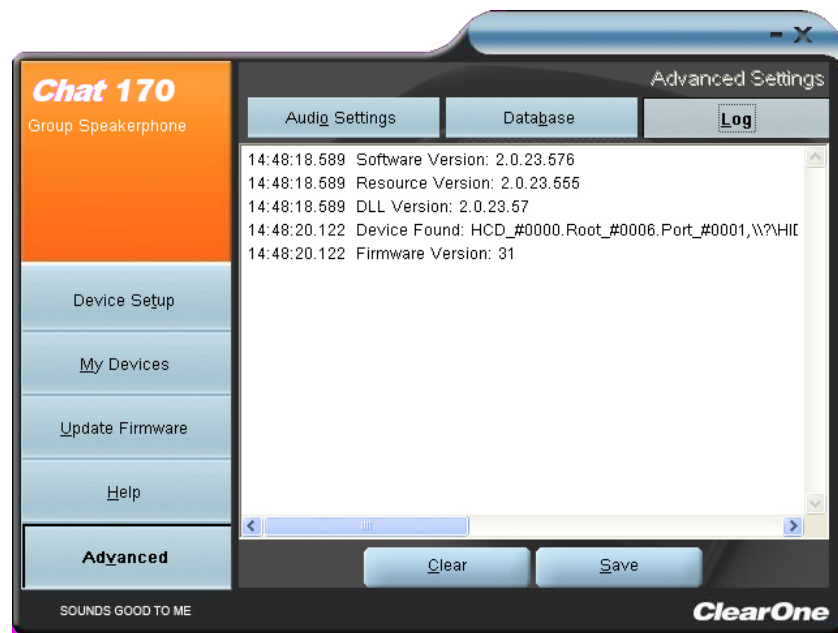 Chat 170
Group Speakerphone
Advanced Settings
Audio Settings
Database
Log
14:48:18.589 Software Version: 2.0.23.576
14:48:18.589 Resource Version: 2.0.23.555
14:48:18.589 DLL Version: 2.0.23.57
14:48:20.122 Device Found: HCD_#0000.Root_#0006.Port_#0001,\\?\HID
14:48:20.122 Firmware Version: 31
Device Setup
My Devices
Update Firmware
Help
Advanced
Clear
Save
SOUNDS GOOD TO ME
ClearOne